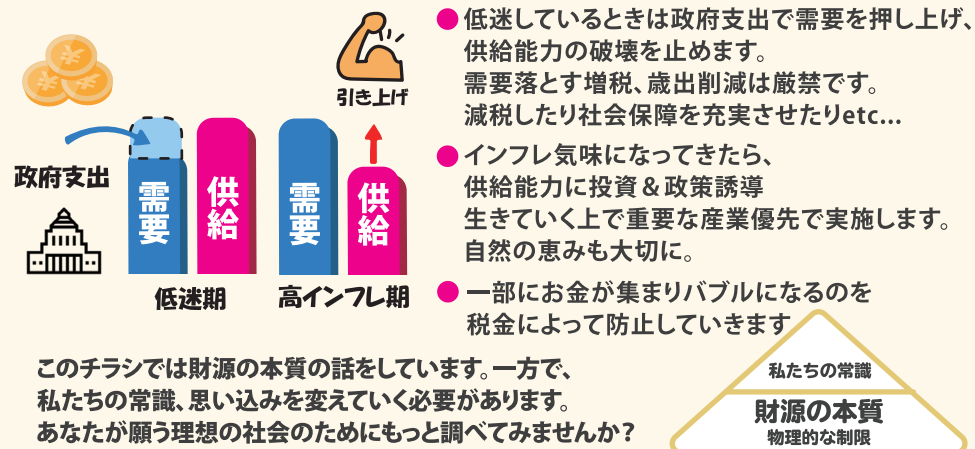 ● 低迷しているときは政府支出で需要を押し上げ、
供給能力の破壊を止めます。
需要落とす増税、歳出削減は厳禁です。
減税したり社会保障を充実させたりetc...
● インフレ気味になってきたら、
供給能力に投資＆政策誘導
生きていく上で重要な産業優先で実施します。
自然の恵みも大切に。
● 一部にお金が集まりバブルになるのを
税金によって防止していきます
引き上げ
政府支出
需要
供給
需要
供給
低迷期
高インフレ期
このチラシでは財源の本質の話をしています。一方で、
私たちの常識、思い込みを変えていく必要があります。
あなたが願う理想の社会のためにもっと調べてみませんか？
私たちの常識
財源の本質
物理的な制限